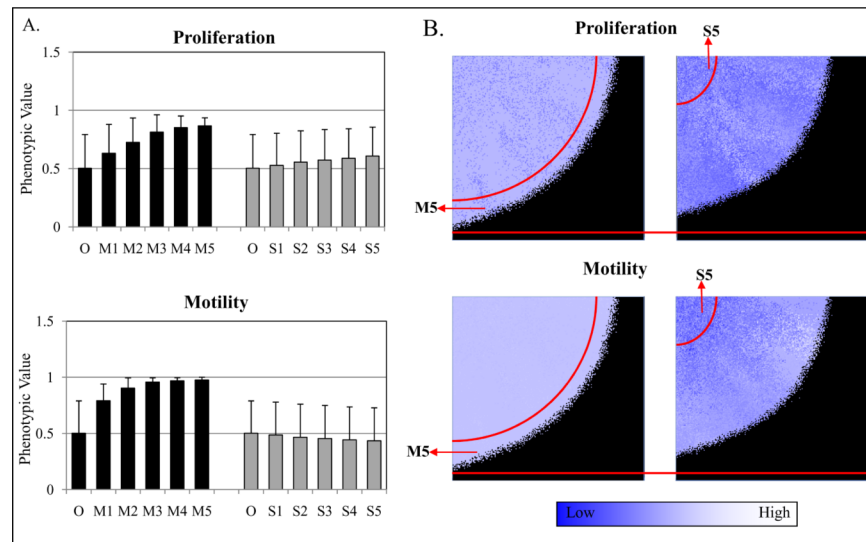 A.
Proliferation
1.5
1
0.5
0
Phenotypic Value
O M1 M2 M3 M4 M5 O S1 S2 S3 S4 S5
Motility
1.5
1
0.5
0
Phenotypic Value
O M1 M2 M3 M4 M5 O S1 S2 S3 S4 S5
B.
Proliferation
S5
M5
Motility
S5
M5
Low High